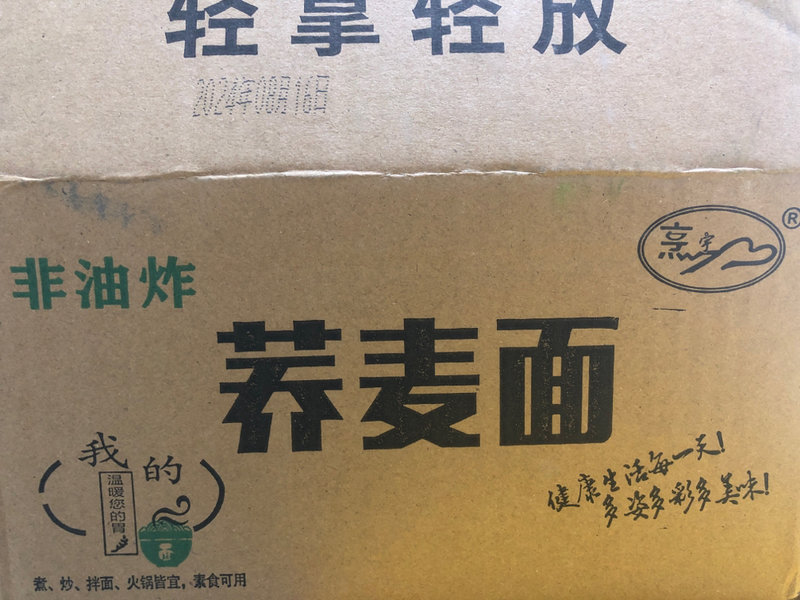 轻拿轻放
2024年08月16日
烹宇
®
非油炸
荞麦面
我的
温暖您的胃
健康生活每一天!
多姿多彩多美味!
煮、炒、拌面、火锅皆宜，素食可用